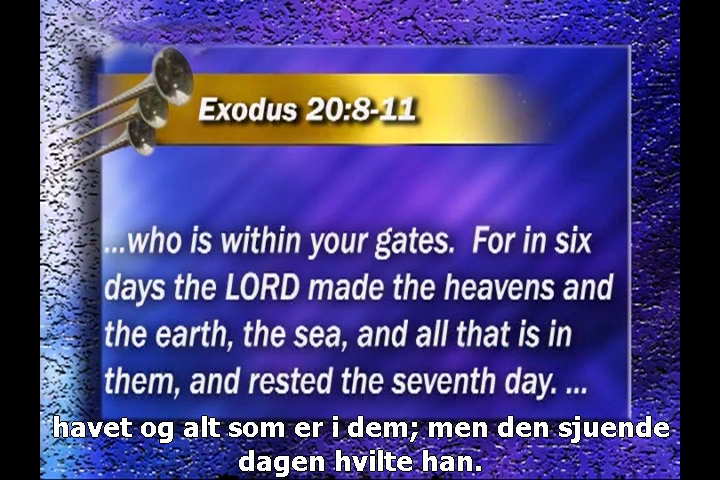 Exodus 20:8-11
...who is within your gates. For in six
days the LORD made the heavens and
the earth, the sea, and all that is in
them, and rested the seventh day. ...
havet og alt som er i dem; men den sjuende
dagen hvilte han.